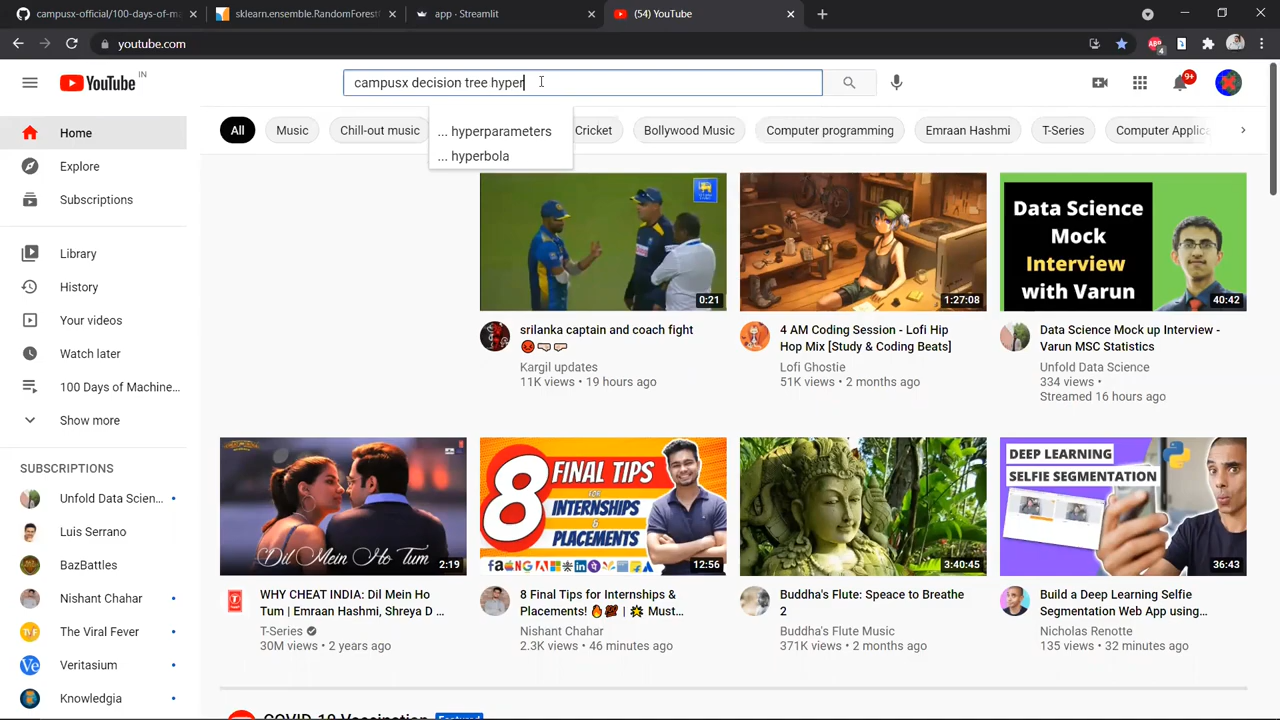 campusx-official/100-days-of-ma
sklearn.ensemble.RandomForest
app · Streamlit
(54) YouTube
youtube.com
4
YouTube IN
campusx decision tree hyper
9+
... hyperparameters
... hyperbola
All
Music
Chill-out music
Cricket
Bollywood Music
Computer programming
Emraan Hashmi
T-Series
Computer Applica
Home
Explore
Subscriptions
Library
History
Your videos
Watch later
100 Days of Machine...
Show more
SUBSCRIPTIONS
Unfold Data Scien...
Luis Serrano
BazBattles
Nishant Chahar
The Viral Fever
Veritasium
Knowledgia
0:21
srilanka captain and coach fight
Kargil updates
11K views • 19 hours ago
1:27:08
4 AM Coding Session - Lofi Hip
Hop Mix [Study & Coding Beats]
Lofi Ghostie
51K views • 2 months ago
Data Science
Mock
Interview
with Varun
40:42
Data Science Mock up Interview -
Varun MSC Statistics
Unfold Data Science
334 views •
Streamed 16 hours ago
Dil Mein Ho Tum
2:19
WHY CHEAT INDIA: Dil Mein Ho
Tum | Emraan Hashmi, Shreya D ...
T-Series
30M views • 2 years ago
8 FINAL TIPS
for
INTERNSHIPS
&
PLACEMENTS!
12:56
8 Final Tips for Internships &
Placements! 🔥💯 | 🌟 Must...
Nishant Chahar
2.3K views • 46 minutes ago
3:40:45
Buddha's Flute: Speace to Breathe
2
Buddha's Flute Music
371K views • 2 months ago
DEEP LEARNING
SELFIE SEGMENTATION
36:43
Build a Deep Learning Selfie
Segmentation Web App using...
Nicholas Renotte
135 views • 32 minutes ago
COVID-19 Vaccination
Featured